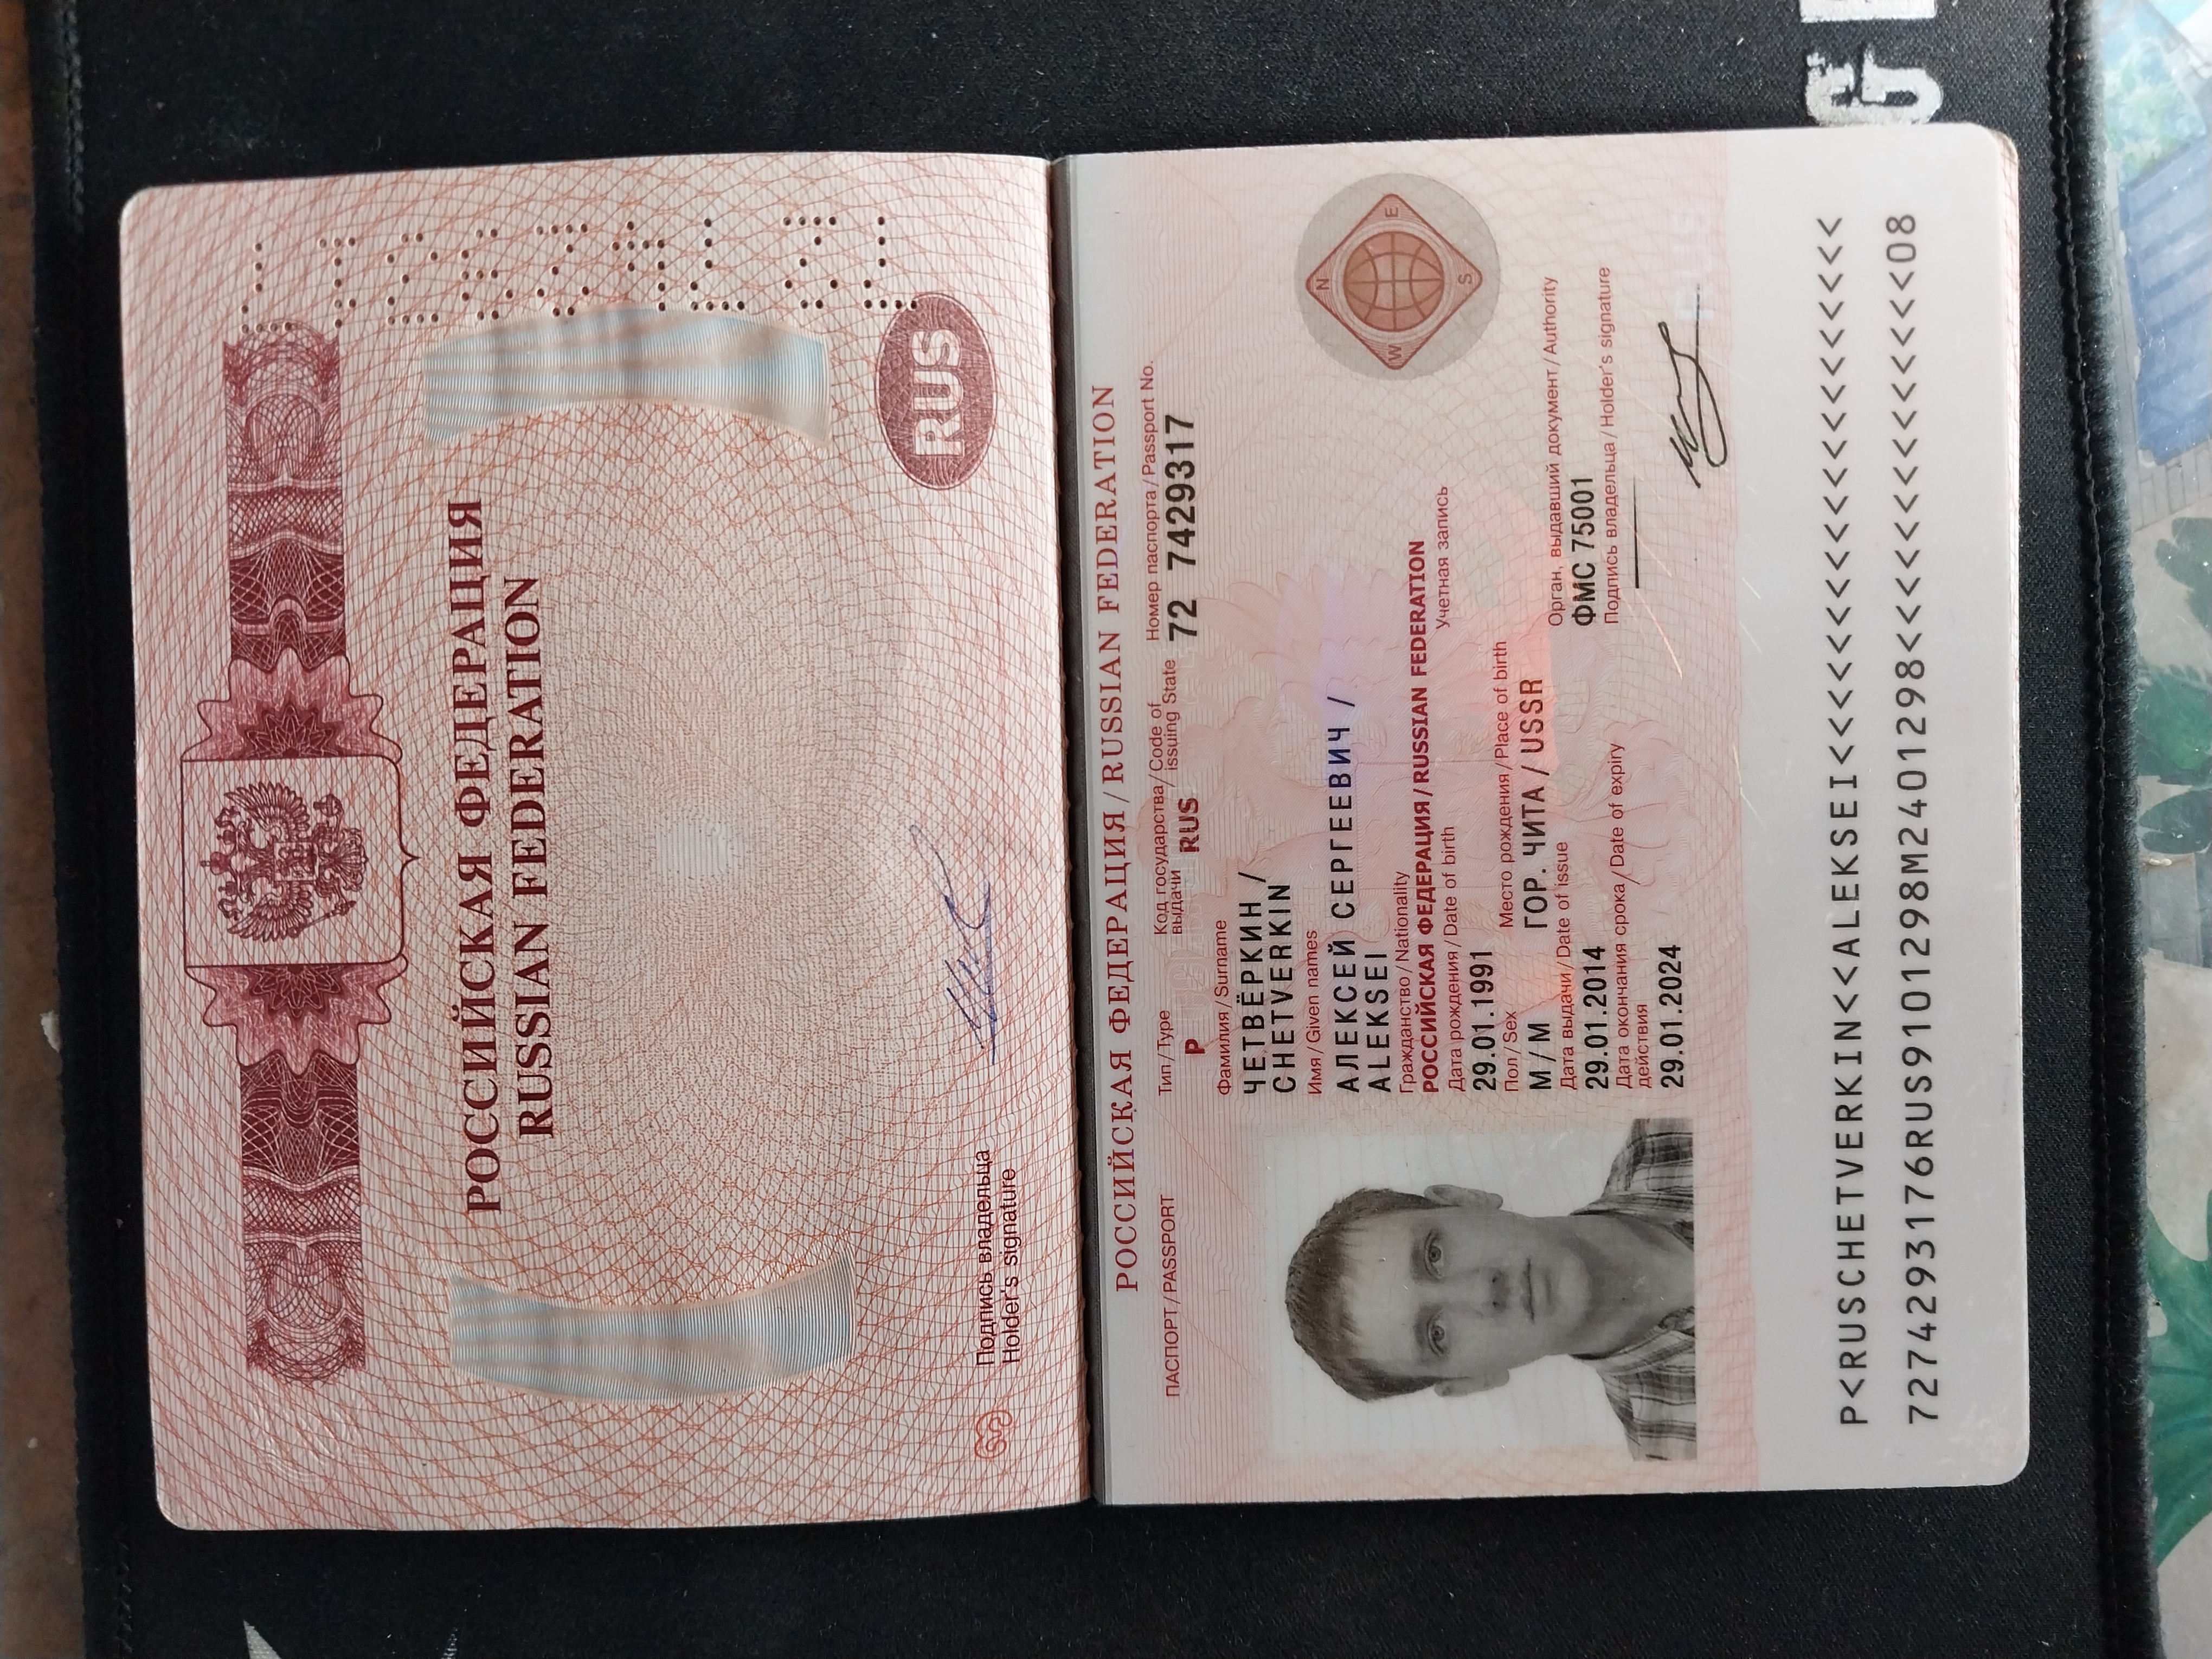 РОССИЙСКАЯ ФЕДЕРАЦИЯ
RUSSIAN FEDERATION
RUS
Подпись владельца
Holder's signature
РОССИЙСКАЯ ФЕДЕРАЦИЯ / RUSSIAN FEDERATION
ПАСПОРТ / PASSPORT
Тип / Type
P
Код государства / Code of
выдачи issuing State
RUS
Номер паспорта / Passport No.
72 7429317
Фамилия / Surname
ЧЕТВЁРКИН /
CHETVERKIN
Имя / Given names
АЛЕКСЕЙ СЕРГЕЕВИЧ /
ALEKSEI
Гражданство / Nationality
РОССИЙСКАЯ ФЕДЕРАЦИЯ / RUSSIAN FEDERATION
Дата рождения / Date of birth
Учетная запись
29.01.1991
Пол / Sex
Место рождения / Place of birth
М / M
ГОР. ЧИТА / USSR
Дата выдачи / Date of issue
Орган, выдавший документ / Authority
29.01.2014
ФМС 75001
Дата окончания срока / Date of expiry
действия
Подпись владельца / Holder's signature
29.01.2024
N
W
E
S
P<RUSCHETVERKIN<<ALEKSEI<<<<<<<<<<<<<<<<<<<<
7274293176RUS9101298M2401298<<<<<<<<<<<<<<08